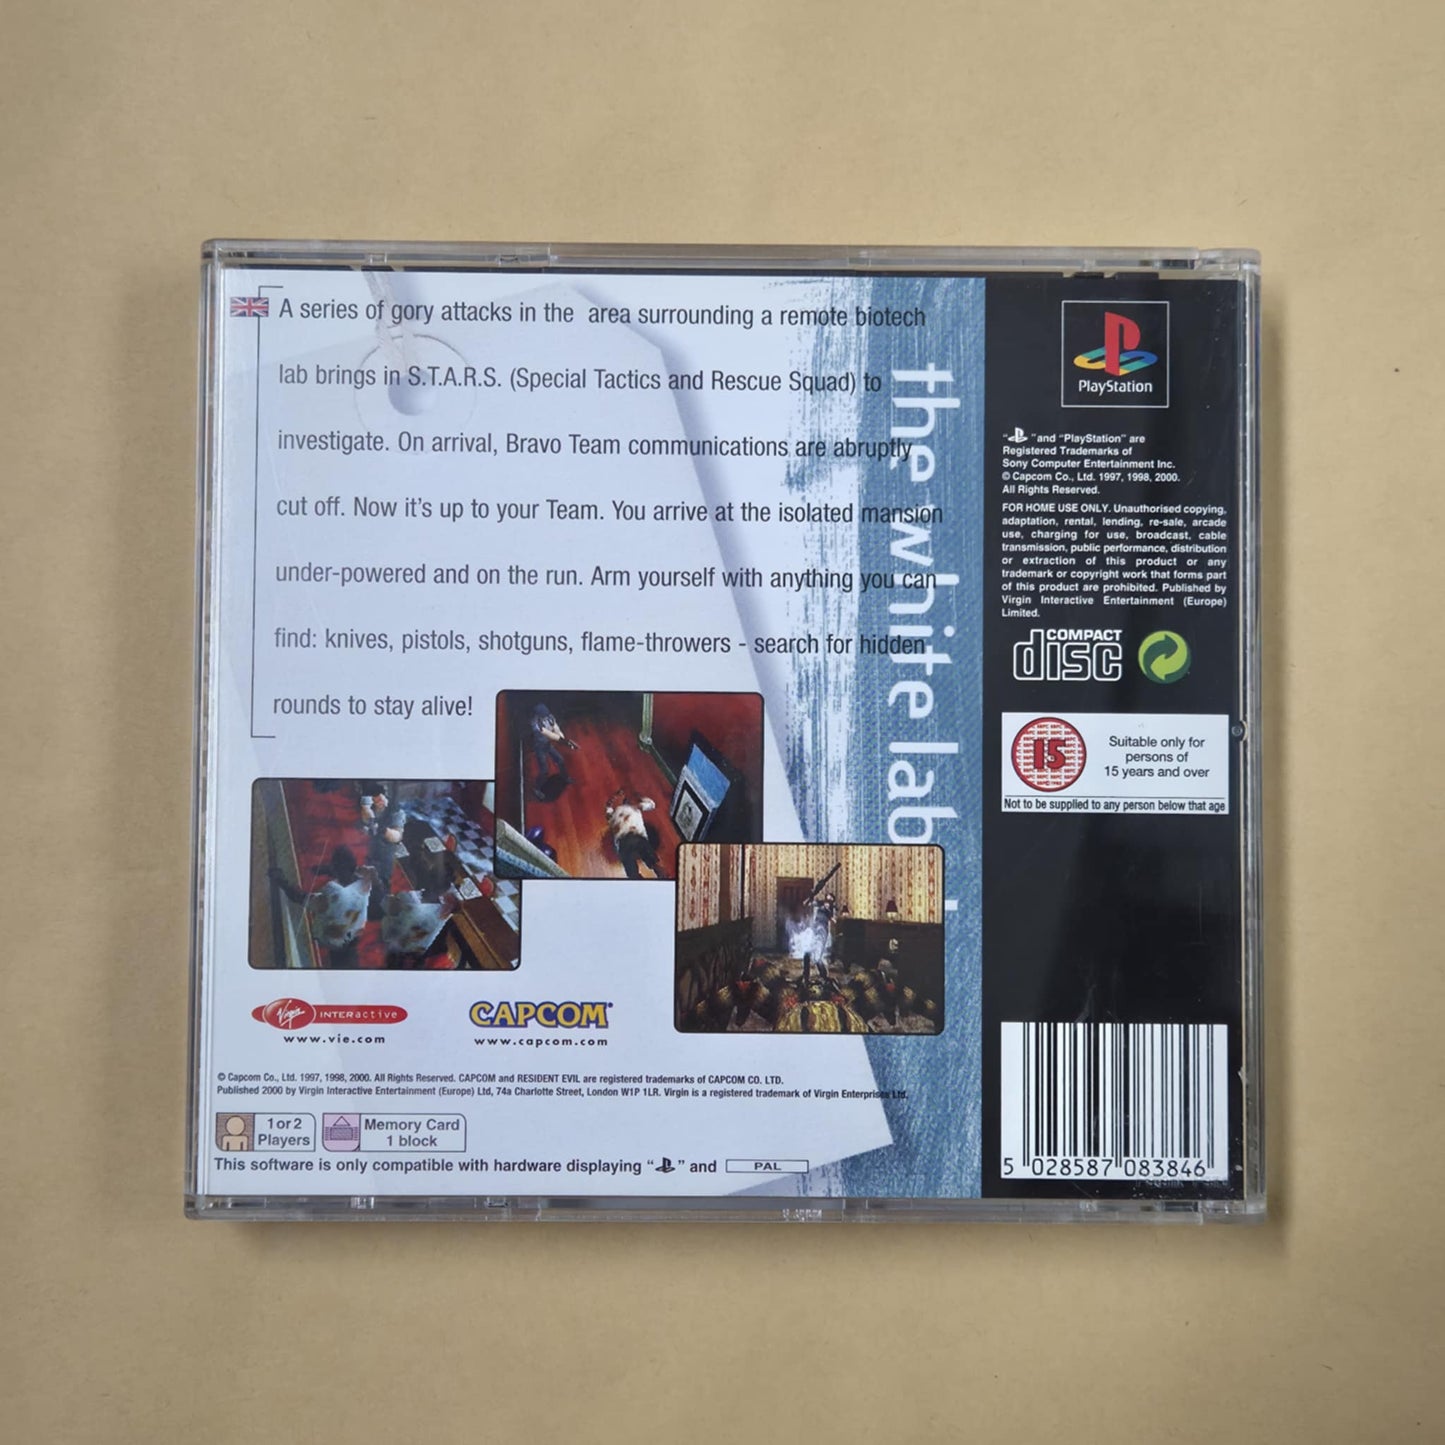 A series of gory attacks in the area surrounding a remote biotech
lab brings in S.T.A.R.S. (Special Tactics and Rescue Squad) to
investigate. On arrival, Bravo Team communications are abruptly
cut off. Now it's up to your Team. You arrive at the isolated mansion
under-powered and on the run. Arm yourself with anything you can
find: knives, pistols, shotguns, flame-throwers - search for hidden
rounds to stay alive!
the white label
Virgin INTERactive
www.vie.com
CAPCOM
www.capcom.com
© Capcom Co., Ltd. 1997, 1998, 2000. All Rights Reserved. CAPCOM and RESIDENT EVIL are registered trademarks of CAPCOM CO. LTD.
Published 2000 by Virgin Interactive Entertainment (Europe) Ltd, 74a Charlotte Street, London W1P 1LR. Virgin is a registered trademark of Virgin Enterprises Ltd.
1 or 2
Players
Memory Card
1 block
This software is only compatible with hardware displaying " " and PAL
PlayStation
" " and "PlayStation" are
Registered Trademarks of
Sony Computer Entertainment Inc.
© Capcom Co., Ltd. 1997, 1998, 2000.
All Rights Reserved.
FOR HOME USE ONLY. Unauthorised copying,
adaptation, rental, lending, re-sale, arcade
use, charging for use, broadcast, cable
transmission, public performance, distribution
or extraction of this product or any
trademark or copyright work that forms part
of this product are prohibited. Published by
Virgin Interactive Entertainment (Europe)
Limited.
COMPACT
disc
15
Suitable only for
persons of
15 years and over
Not to be supplied to any person below that age
5 028587 083846